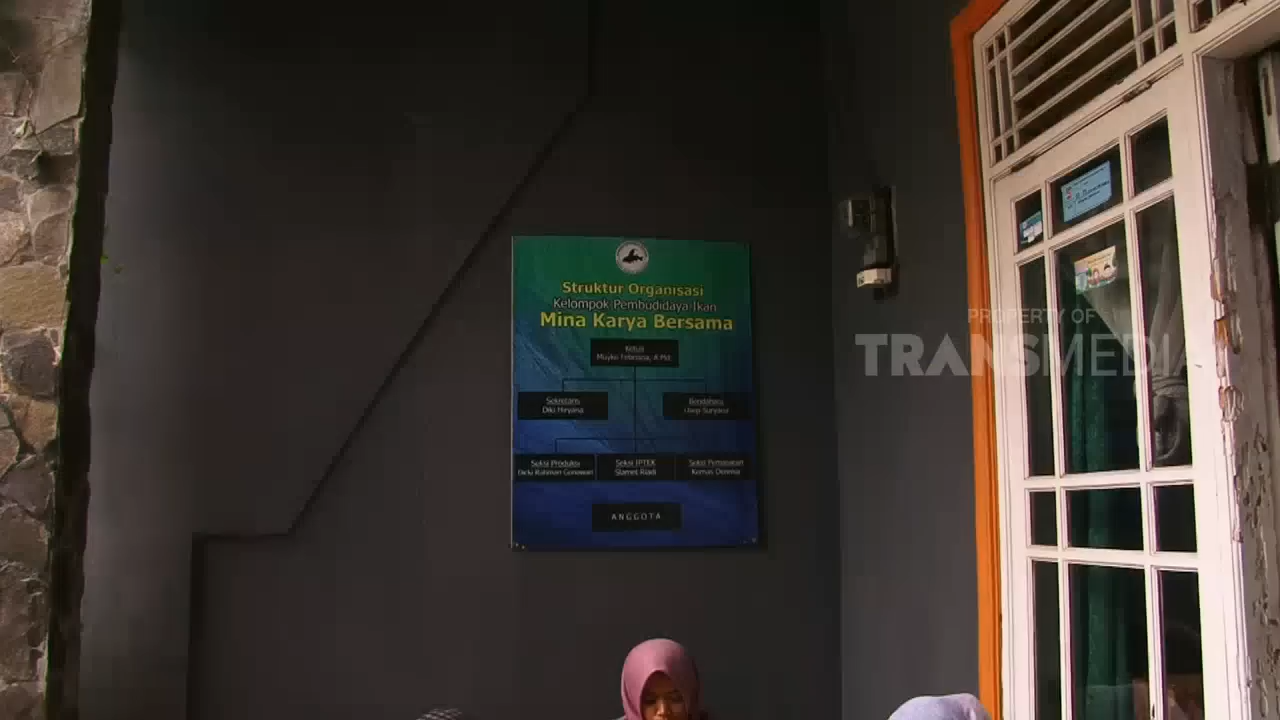 Struktur Organisasi
Kelompok Pembudidaya Ikan
Mina Karya Bersama
Ketua
Sekretaris
Diki Hiryana
Bendahara
Seksi Produksi
Seksi IPTEK
Slamet Riadi
Seksi Pemasaran
ANGGOTA
PROPERTY OF
TRANSMEDIA